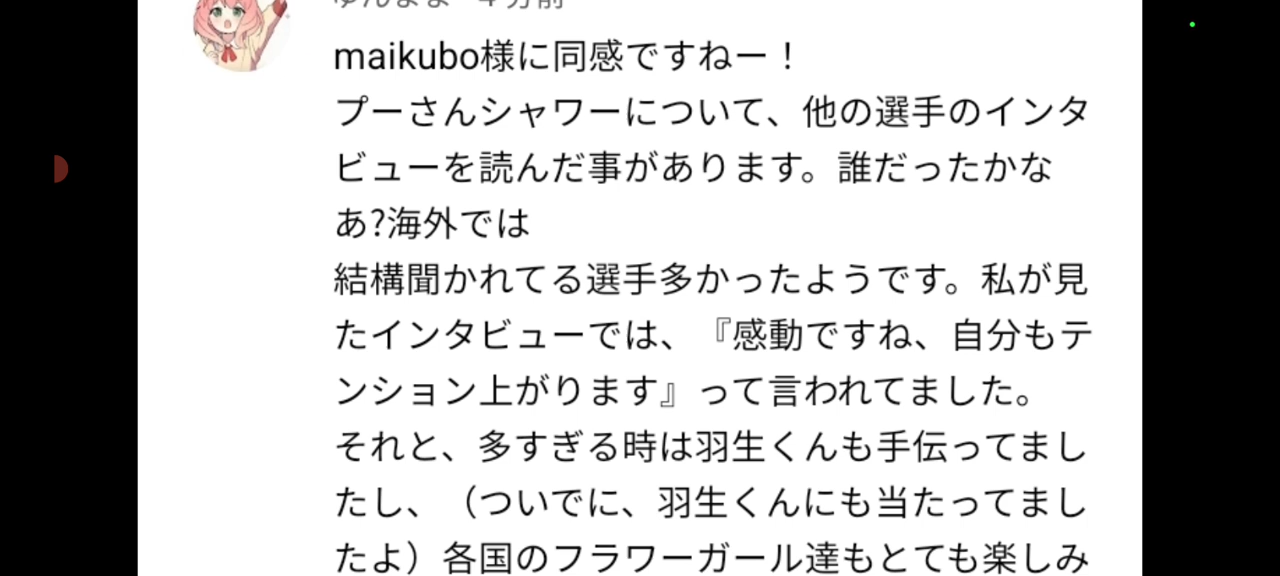 maikubo様に同感ですねー！
プーさんシャワーについて、他の選手のインタ
ビューを読んだ事があります。誰だったかな
あ?海外では
結構聞かれてる選手多かったようです。私が見
たインタビューでは、『感動ですね、自分もテ
ンション上がります』って言われてました。
それと、多すぎる時は羽生くんも手伝ってまし
たし、（ついでに、羽生くんにも当たってまし
たよ）各国のフラワーガール達もとても楽しみ